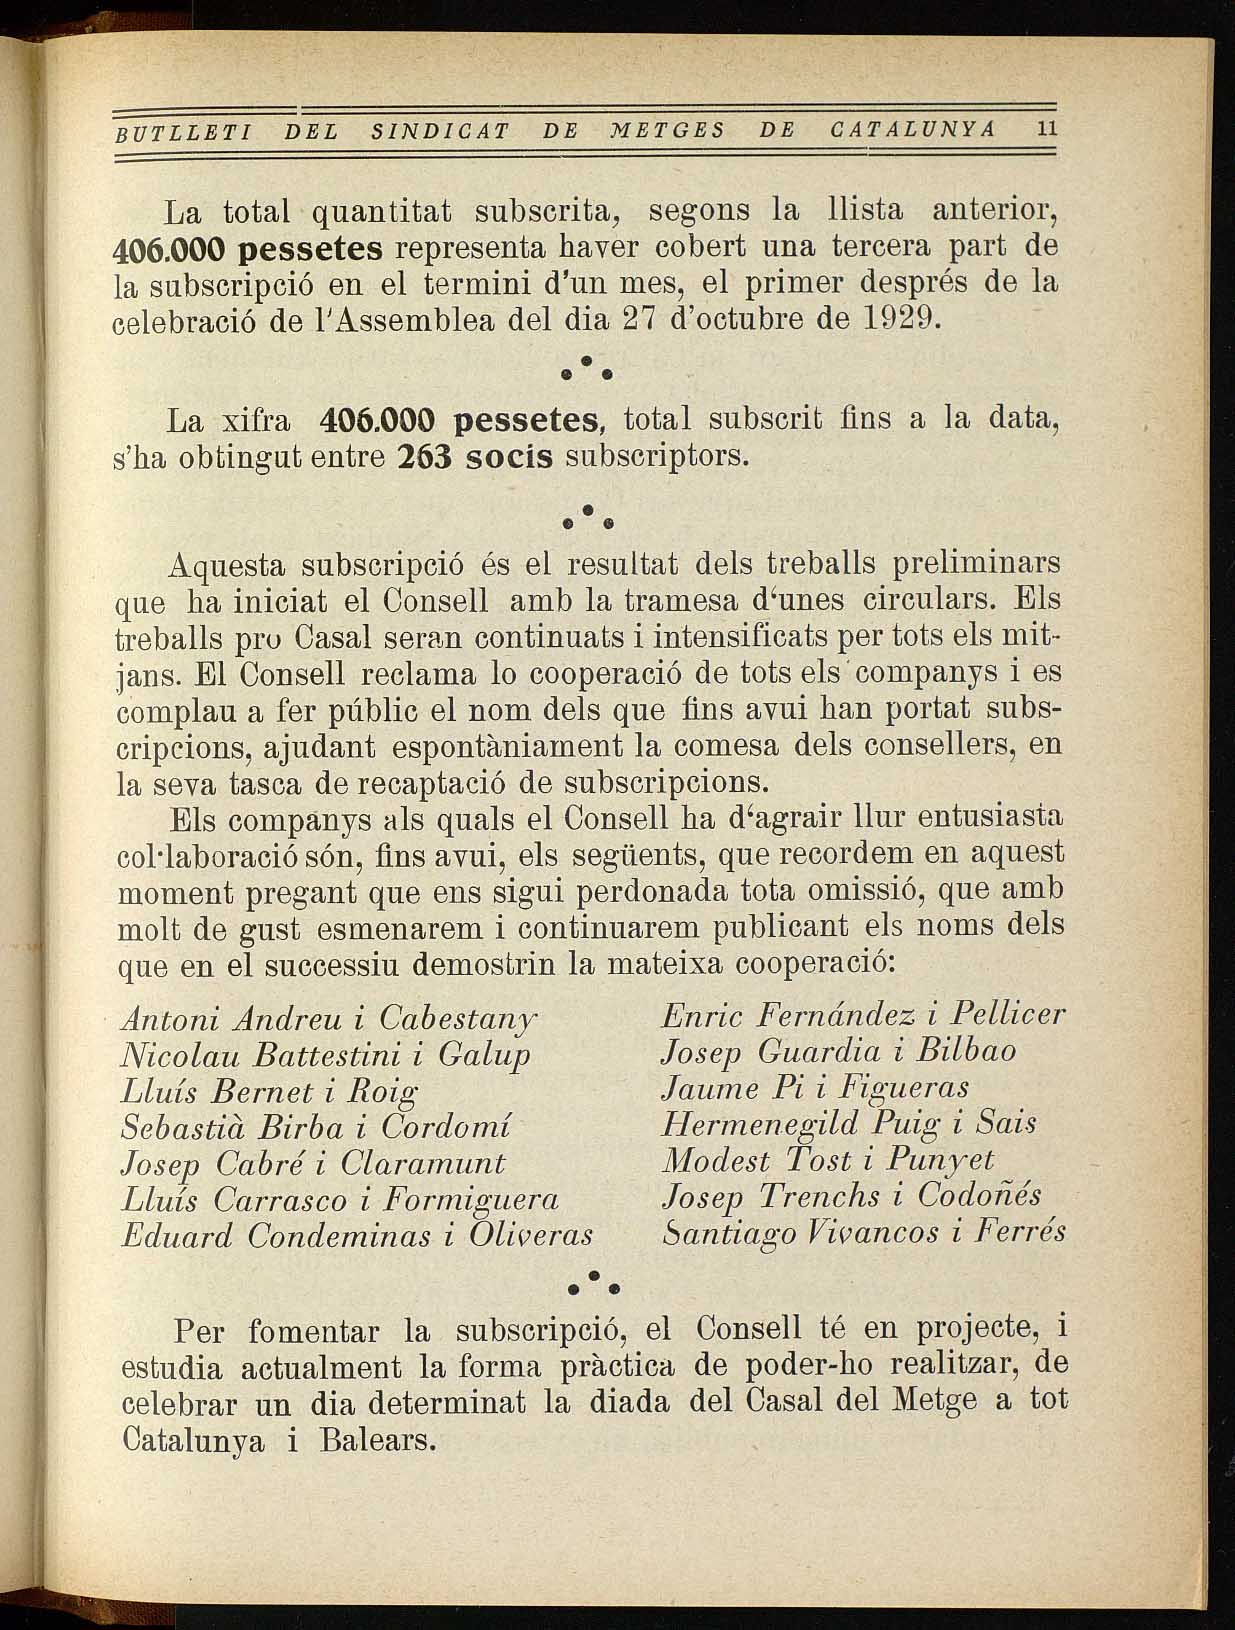 BUTLLETI DEL SINDICAT DE METGES DE CATALUNYA 11
La total quantitat subscrita, segons la llista anterior,
406.000 pessetes representa haver cobert una tercera part de
la subscripció en el termini d'un mes, el primer després de la
celebració de l'Assemblea del dia 27 d'octubre de 1929.
La xifra 406.000 pessetes, total subscrit fins a la data,
s'ha obtingut entre 263 socis subscriptors.
Aquesta subscripció és el resultat dels treballs preliminars
que ha iniciat el Consell amb la tramesa d‘unes circulars. Els
treballs pro Casal seran continuats i intensificats per tots els mit-
jans. El Consell reclama lo cooperació de tots els companys i es
complau a fer públic el nom dels que fins avui han portat subs-
cripcions, ajudant espontàniament la comesa dels consellers, en
la seva tasca de recaptació de subscripcions.
Els companys als quals el Consell ha d‘agrair llur entusiasta
col·laboració són, fins avui, els següents, que recordem en aquest
moment pregant que ens sigui perdonada tota omissió, que amb
molt de gust esmenarem i continuarem publicant els noms dels
que en el successiu demostrin la mateixa cooperació:
Antoni Andreu i Cabestany
Nicolau Battestini i Galup
Lluís Bernet i Roig
Sebastià Birba i Cordomí
Josep Cabré i Claramunt
Lluís Carrasco i Formiguera
Eduard Condeminas i Oliveras
Enric Fernández i Pellicer
Josep Guardia i Bilbao
Jaume Pi i Figueras
Hermenegild Puig i Sais
Modest Tost i Punyet
Josep Trenchs i Codoñés
Santiago Vivancos i Ferrés
Per fomentar la subscripció, el Consell té en projecte, i
estudia actualment la forma pràctica de poder-ho realitzar, de
celebrar un dia determinat la diada del Casal del Metge a tot
Catalunya i Balears.